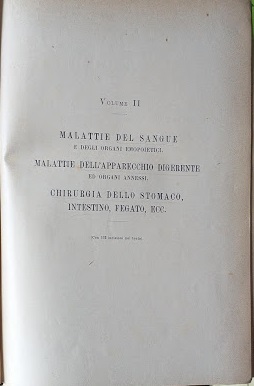 Volume II
MALATTIE DEL SANGUE
E DEGLI ORGANI EMOPOIETICI.
MALATTIE DELL'APPARECCHIO DIGERENTE
ED ORGANI ANNESSI.
CHIRURGIA DELLO STOMACO,
INTESTINO, FEGATO, ECC.